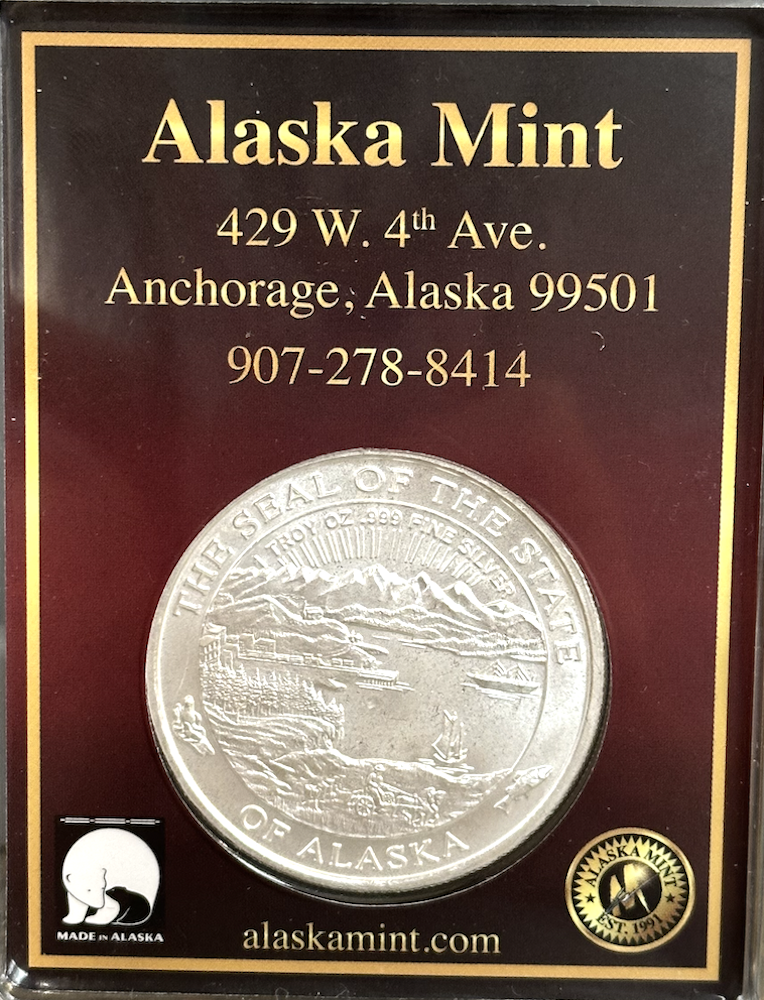 Alaska Mint
429 W. 4th Ave.
Anchorage, Alaska 99501
907-278-8414
THE SEAL OF THE STATE
1 TROY OZ .999 FINE SILVER
OF ALASKA
MADE IN ALASKA
alaskamint.com
ALASKA MINT
EST. 1991